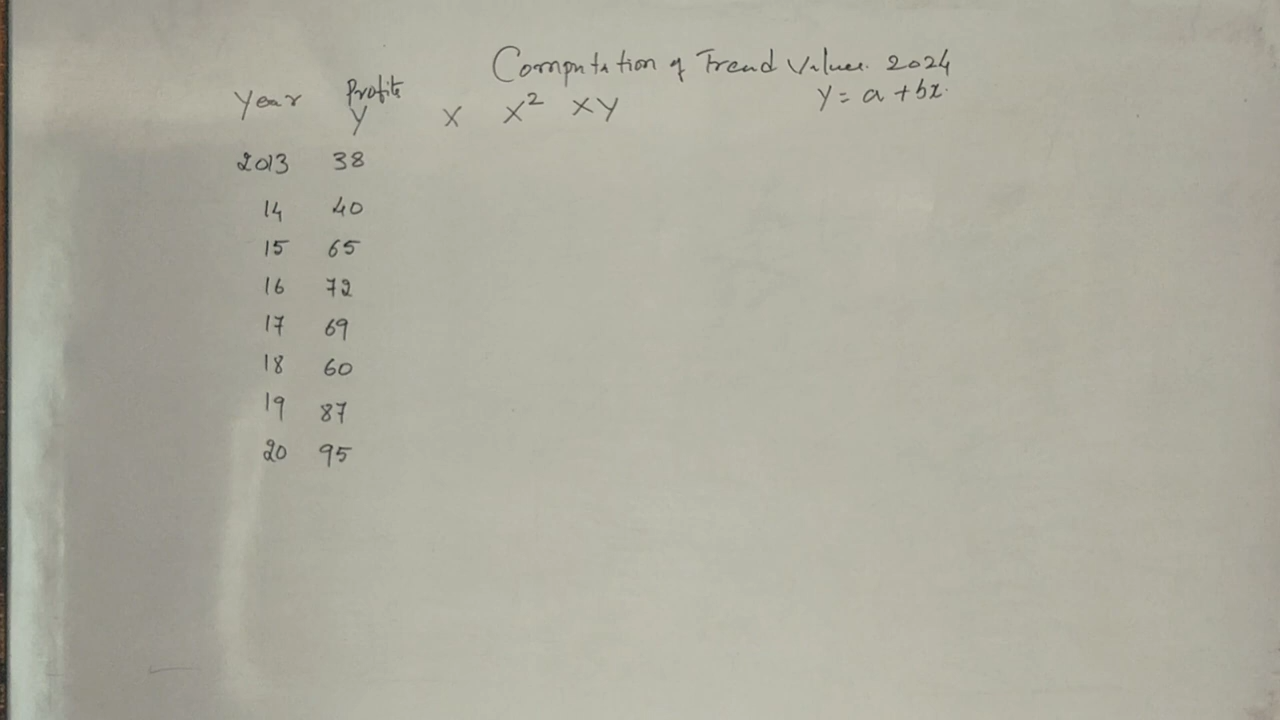 Computation of Trend Values. 2024
Year Profits y = a + bx.
Y X X² XY
2013 38
14 40
15 65
16 72
17 69
18 60
19 87
20 95